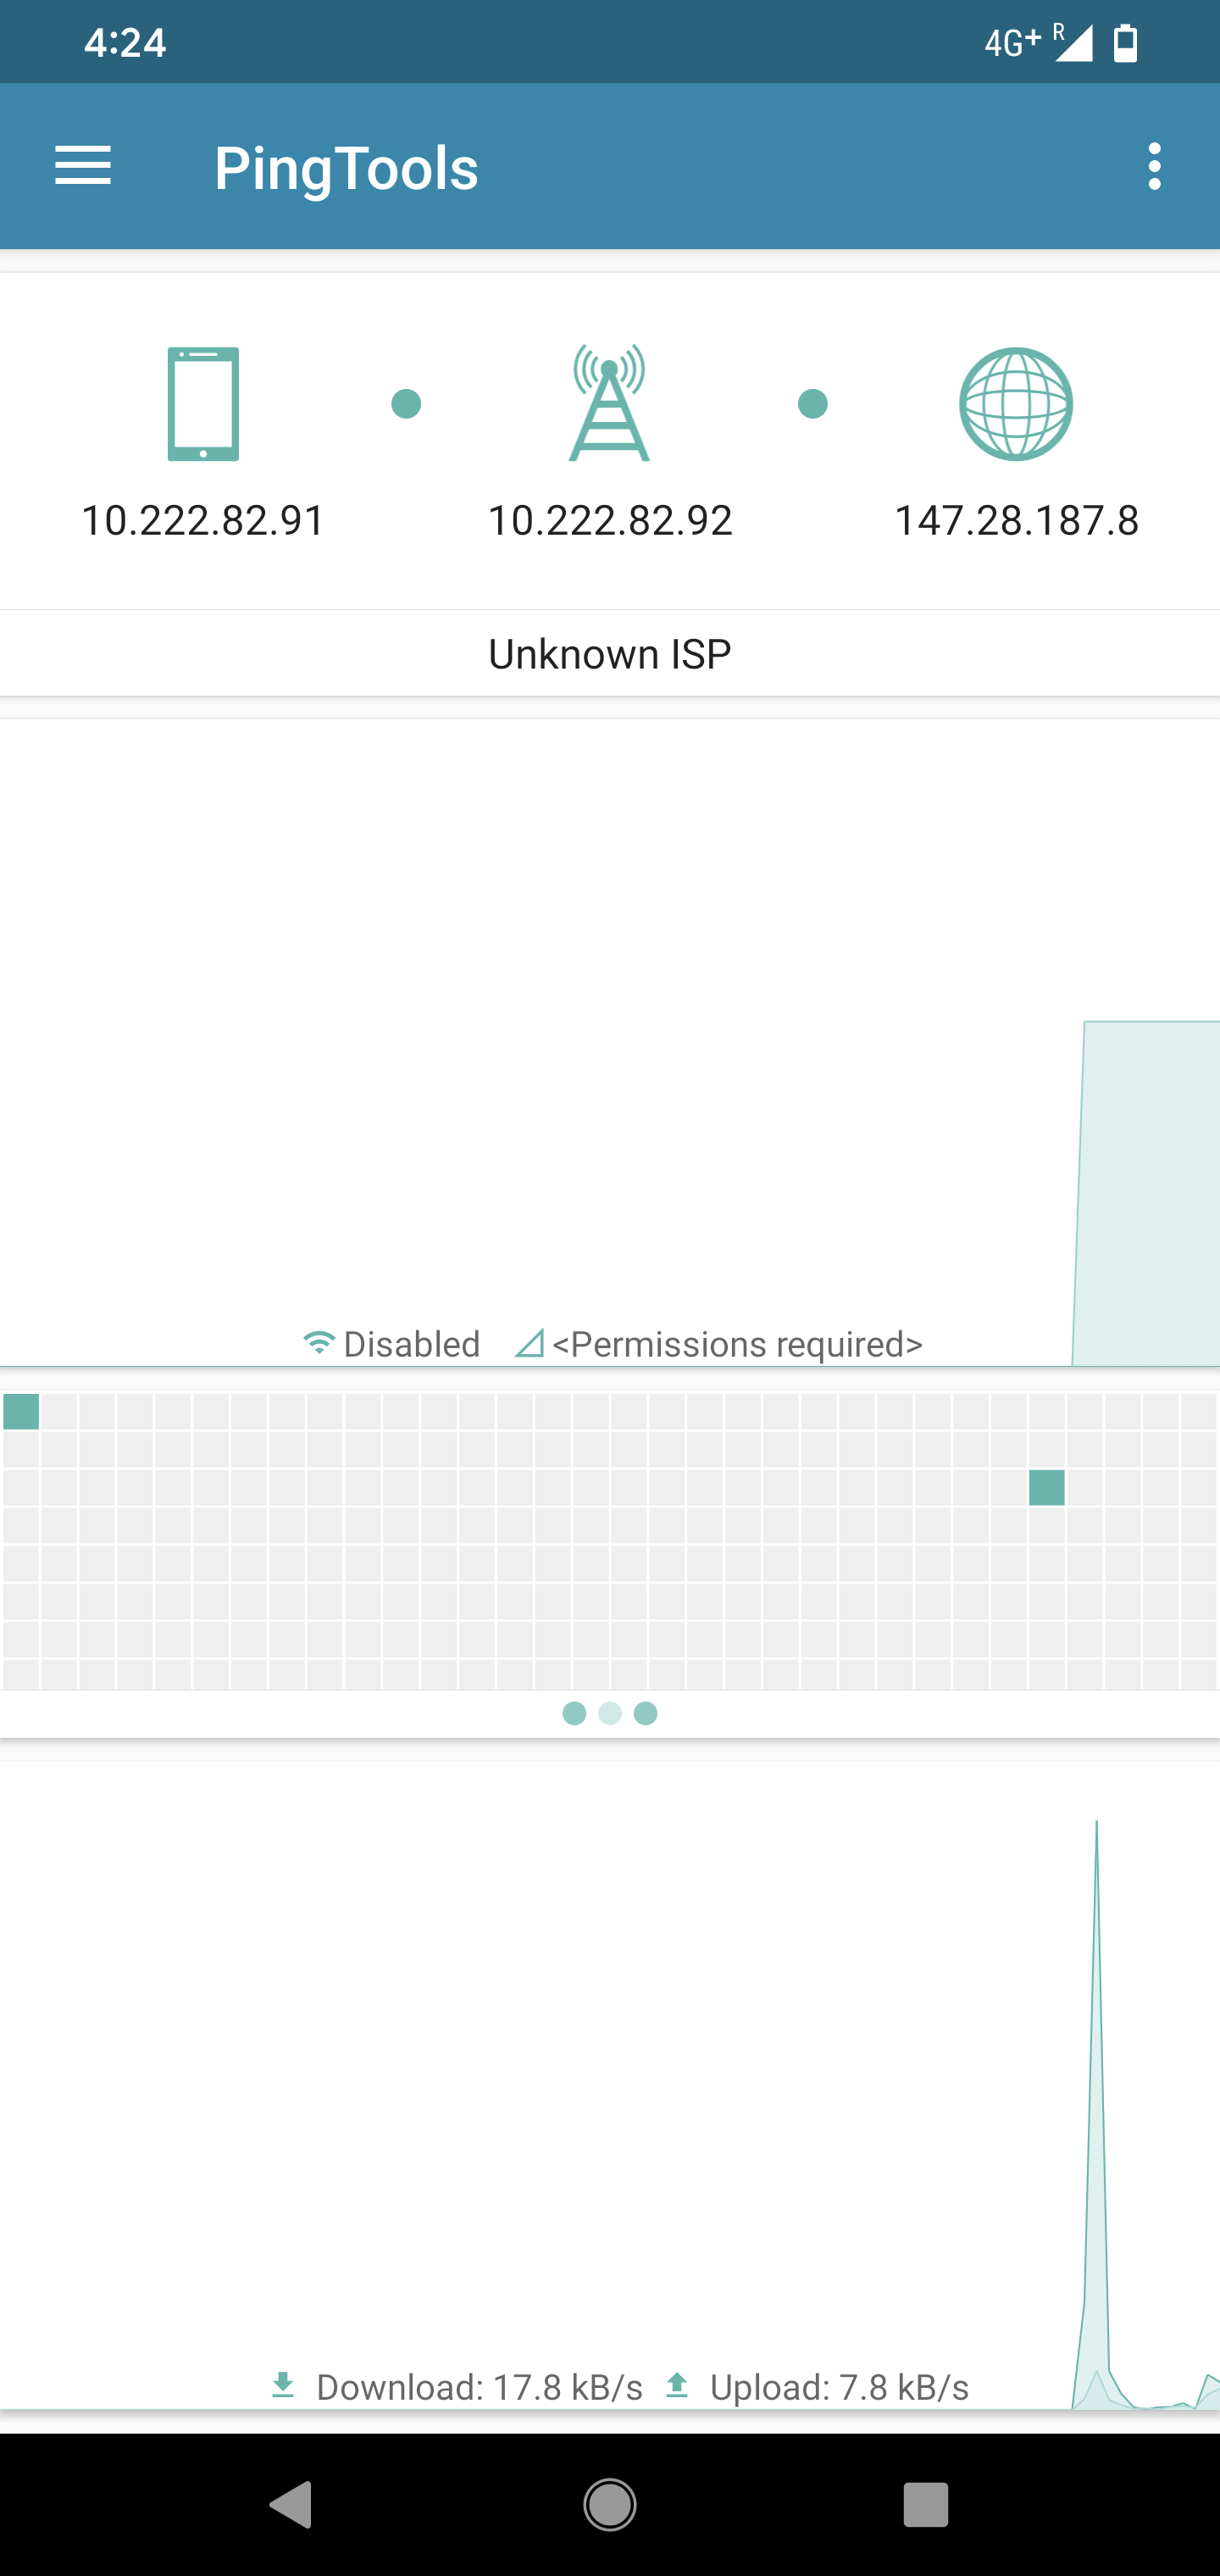 4:24 4G+ R
PingTools
10.222.82.91 10.222.82.92 147.28.187.8
Unknown ISP
Disabled <Permissions required>
Download: 17.8 kB/s Upload: 7.8 kB/s